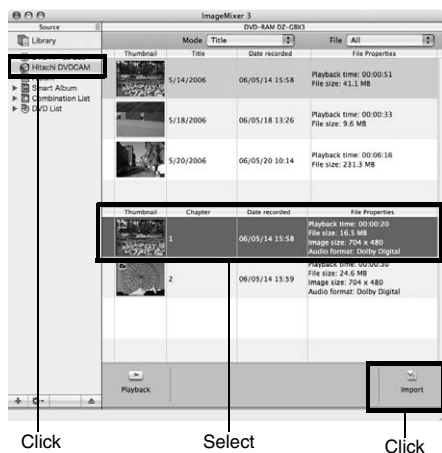 ImageMixer 3
Source
DVD-RAM DZ-GBX3
Library
Mode Title
File All
Thumbnail Title Date recorded File Properties
Hitachi DVDCAM
Smart Album
Combination List
DVD List
5/14/2006 06/05/14 15:58 Playback time: 00:00:51
File size: 41.1 MB
5/18/2006 06/05/18 13:26 Playback time: 00:00:33
File size: 9.6 MB
5/20/2006 06/05/20 10:14 Playback time: 00:06:16
File size: 231.3 MB
Thumbnail Chapter Date recorded File Properties
1 06/05/14 15:58 Playback time: 00:00:20
File size: 16.5 MB
Image size: 704 x 480
Audio format: Dolby Digital
2 06/05/14 15:59 Playback time: 00:00:30
File size: 24.6 MB
Image size: 704 x 480
Audio format: Dolby Digital
Playback
Import
Click Select Click